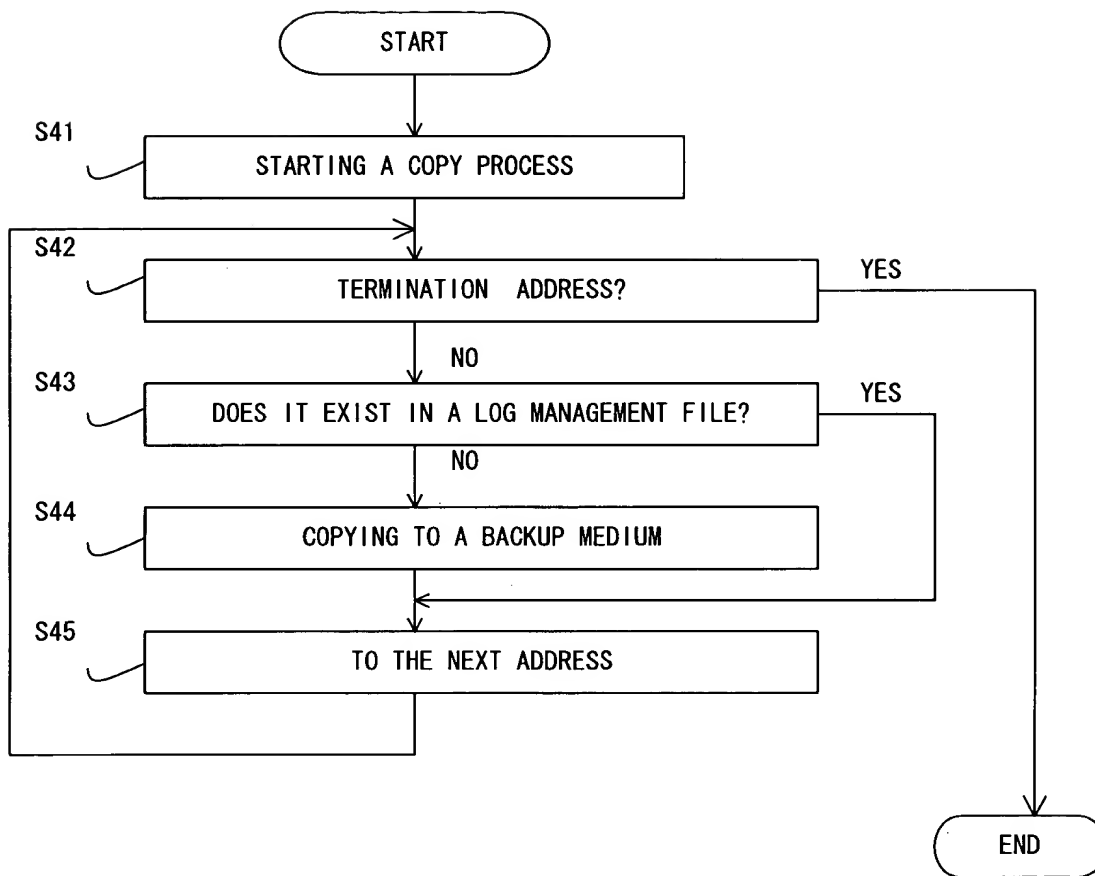 START
S41
STARTING A COPY PROCESS
S42
TERMINATION ADDRESS?
YES
NO
S43
DOES IT EXIST IN A LOG MANAGEMENT FILE?
YES
NO
S44
COPYING TO A BACKUP MEDIUM
S45
TO THE NEXT ADDRESS
END